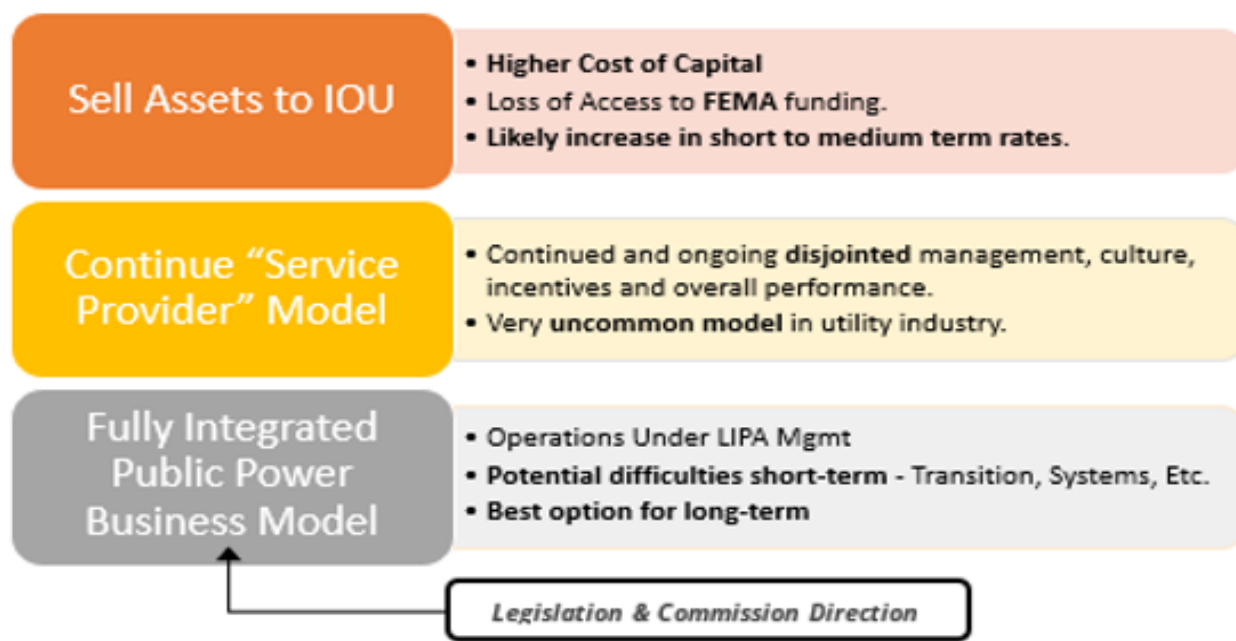 Sell Assets to IOU
• Higher Cost of Capital
• Loss of Access to FEMA funding.
• Likely increase in short to medium term rates.
Continue “Service
Provider” Model
• Continued and ongoing disjointed management, culture,
incentives and overall performance.
• Very uncommon model in utility industry.
Fully Integrated
Public Power
Business Model
• Operations Under LIPA Mgmt
• Potential difficulties short-term - Transition, Systems, Etc.
• Best option for long-term
Legislation & Commission Direction